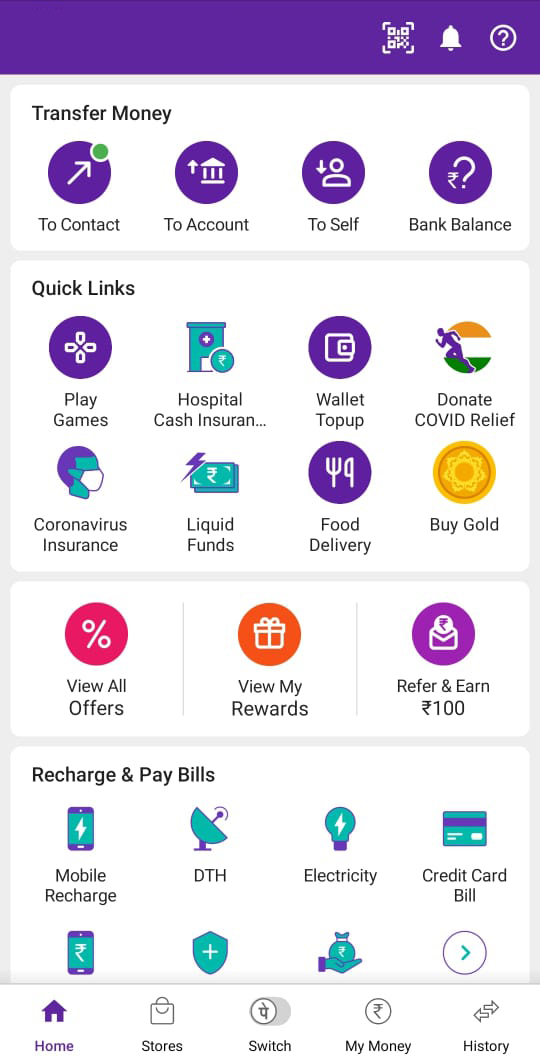 Transfer Money
To Contact
To Account
To Self
Bank Balance
Quick Links
Play
Games
Hospital
Cash Insuran...
Wallet
Topup
Donate
COVID Relief
Coronavirus
Insurance
Liquid
Funds
Food
Delivery
Buy Gold
View All
Offers
View My
Rewards
Refer & Earn
₹100
Recharge & Pay Bills
Mobile
Recharge
DTH
Electricity
Credit Card
Bill
Home
Stores
Switch
My Money
History